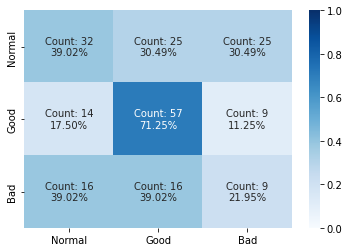 1.0
Normal
Count: 32
39.02%
Count: 25
30.49%
Count: 25
30.49%
0.8
Good
Count: 14
17.50%
Count: 57
71.25%
Count: 9
11.25%
0.6
0.4
Bad
Count: 16
39.02%
Count: 16
39.02%
Count: 9
21.95%
0.2
0.0
Normal
Good
Bad